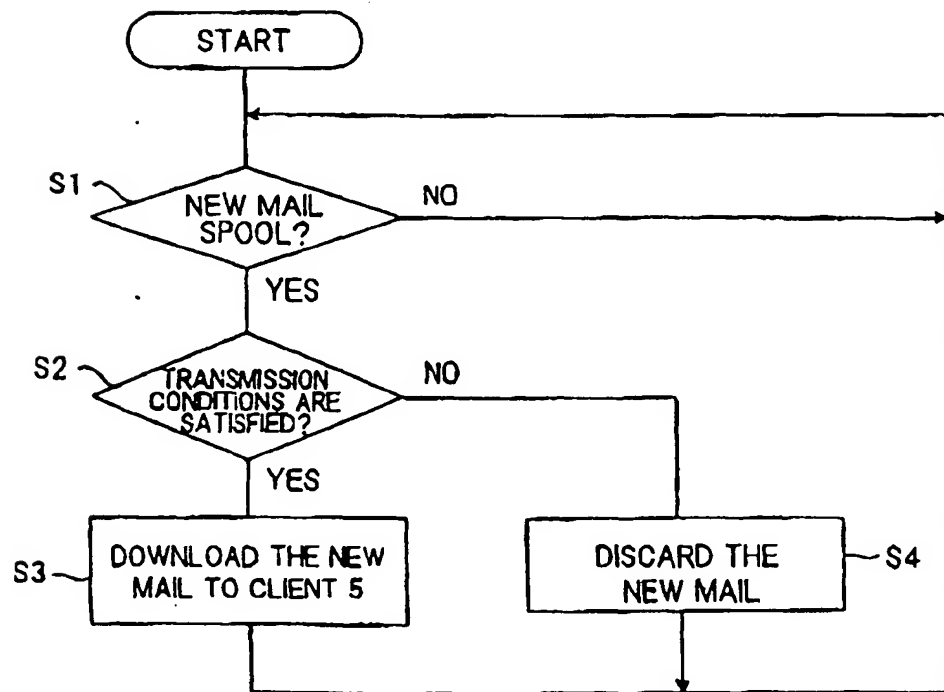 START
S1
NEW MAIL
SPOOL?
NO
YES
S2
TRANSMISSION
CONDITIONS ARE
SATISFIED?
NO
YES
S3
DOWNLOAD THE NEW
MAIL TO CLIENT 5
DISCARD THE
NEW MAIL
S4